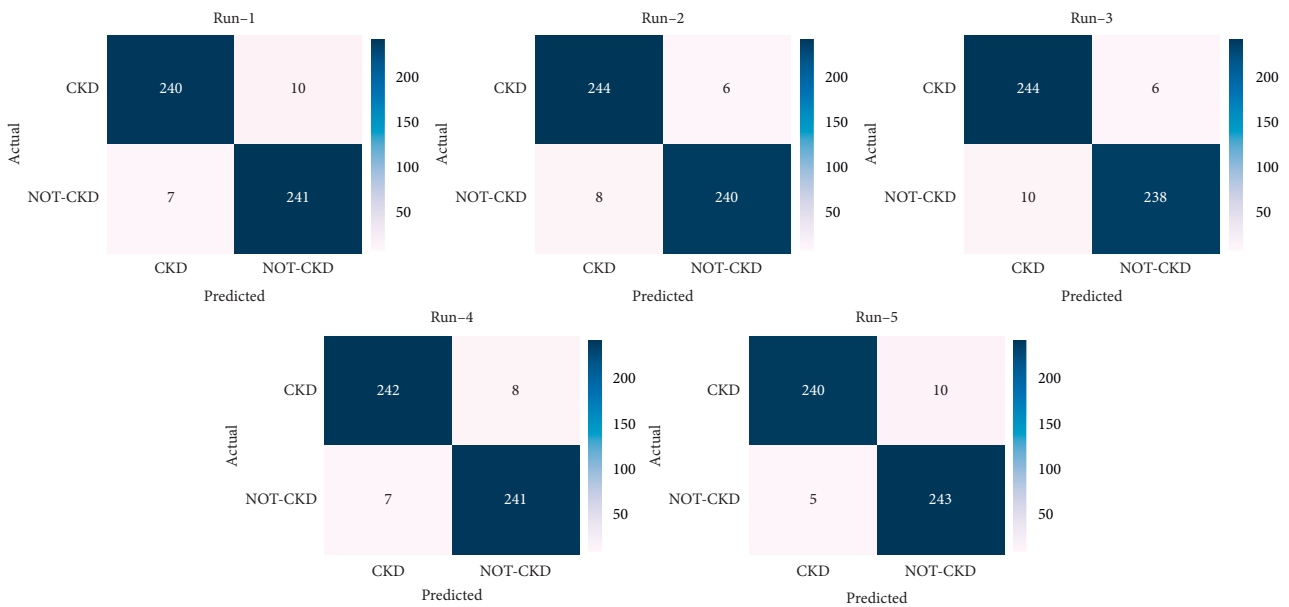 Run–1
CKD 240 10 200
150
Actual
100
NOT-CKD 7 241 50
CKD NOT-CKD
Predicted
Run–2
CKD 244 6 200
150
Actual
100
NOT-CKD 8 240 50
CKD NOT-CKD
Predicted
Run–3
CKD 244 6 200
150
Actual
100
NOT-CKD 10 238 50
CKD NOT-CKD
Predicted
Run–4
CKD 242 8 200
150
Actual
100
NOT-CKD 7 241 50
CKD NOT-CKD
Predicted
Run–5
CKD 240 10 200
150
Actual
100
NOT-CKD 5 243 50
CKD NOT-CKD
Predicted